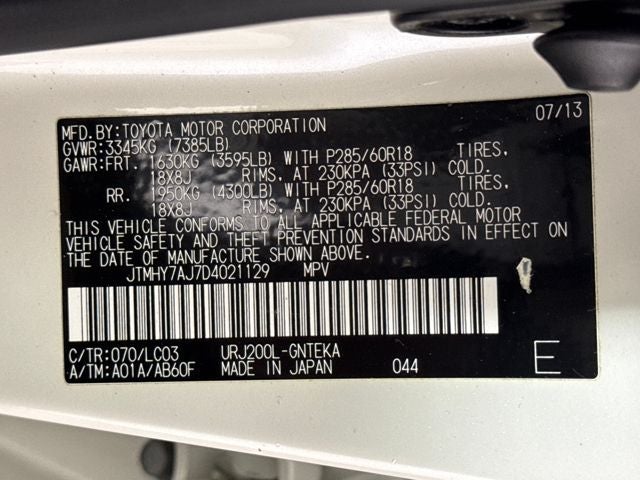 07/13
MFD.BY:TOYOTA MOTOR CORPORATION
GVWR:3345KG (7385LB)
GAWR:FRT. 1630KG (3595LB) WITH P285/60R18 TIRES,
18X8J RIMS, AT 230KPA (33PSI) COLD.
RR. 1950KG (4300LB) WITH P285/60R18 TIRES,
18X8J RIMS, AT 230KPA (33PSI) COLD.
THIS VEHICLE CONFORMS TO ALL APPLICABLE FEDERAL MOTOR
VEHICLE SAFETY AND THEFT PREVENTION STANDARDS IN EFFECT ON
THE DATE OF MANUFACTURE SHOWN ABOVE.
JTMHY7AJ7D4021129 MPV
C/TR:070/LC03 URJ200L-GNTEKA
A/TM:A01A/AB60F MADE IN JAPAN 044 E